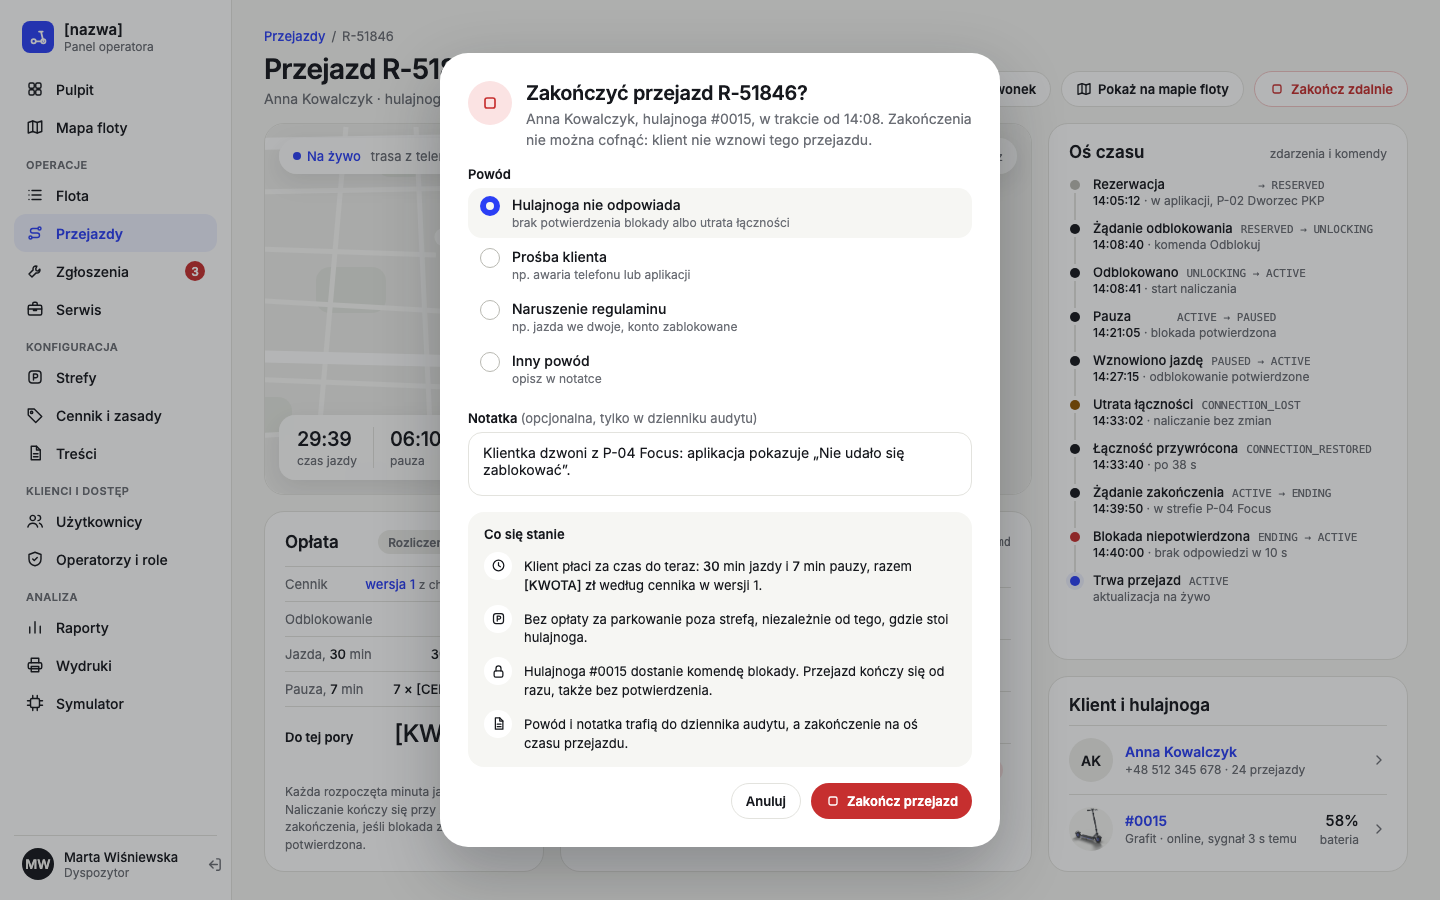 [nazwa]
Panel operatora
Pulpit
Mapa floty
OPERACJE
Flota
Przejazdy
Zgłoszenia 3
Serwis
KONFIGURACJA
Strefy
Cennik i zasady
Treści
KLIENCI I DOSTĘP
Użytkownicy
Operatorzy i role
ANALIZA
Raporty
Wydruki
Symulator
MW
Marta Wiśniewska
Dyspozytor
Przejazdy / R-51846
Przejazd R-518
Anna Kowalczyk · hulajnog
Pokaż na mapie floty
Zakończ zdalnie
Na żywo
29:39
czas jazdy
06:10
pauza
Opłata
Cennik wersja 1
Odblokowanie
Jazda, 30 min
Pauza, 7 min 7 ×
Do tej pory
Każda rozpoczęta minuta
Naliczanie kończy się przy
zakończenia, jeśli blokada
potwierdzona.
Zakończyć przejazd R-51846?
Anna Kowalczyk, hulajnoga #0015, w trakcie od 14:08. Zakończenia
nie można cofnąć: klient nie wznowi tego przejazdu.
Powód
Hulajnoga nie odpowiada
brak potwierdzenia blokady albo utrata łączności
Prośba klienta
np. awaria telefonu lub aplikacji
Naruszenie regulaminu
np. jazda we dwoje, konto zablokowane
Inny powód
opisz w notatce
Notatka (opcjonalna, tylko w dzienniku audytu)
Klientka dzwoni z P-04 Focus: aplikacja pokazuje „Nie udało się
zablokować”.
Co się stanie
Klient płaci za czas do teraz: 30 min jazdy i 7 min pauzy, razem
[KWOTA] zł według cennika w wersji 1.
Bez opłaty za parkowanie poza strefą, niezależnie od tego, gdzie stoi
hulajnoga.
Hulajnoga #0015 dostanie komendę blokady. Przejazd kończy się od
razu, także bez potwierdzenia.
Powód i notatka trafią do dziennika audytu, a zakończenie na oś
czasu przejazdu.
Anuluj
Zakończ przejazd
Oś czasu
zdarzenia i komendy
Rezerwacja → RESERVED
14:05:12 · w aplikacji, P-02 Dworzec PKP
Żądanie odblokowania RESERVED → UNLOCKING
14:08:40 · komenda Odblokuj
Odblokowano UNLOCKING → ACTIVE
14:08:41 · start naliczania
Pauza ACTIVE → PAUSED
14:21:05 · blokada potwierdzona
Wznowiono jazdę PAUSED → ACTIVE
14:27:15 · odblokowanie potwierdzone
Utrata łączności CONNECTION_LOST
14:33:02 · naliczanie bez zmian
Łączność przywrócona CONNECTION_RESTORED
14:33:40 · po 38 s
Żądanie zakończenia ACTIVE → ENDING
14:39:50 · w strefie P-04 Focus
Blokada niepotwierdzona ENDING → ACTIVE
14:40:00 · brak odpowiedzi w 10 s
Trwa przejazd ACTIVE
aktualizacja na żywo
Klient i hulajnoga
AK
Anna Kowalczyk
+48 512 345 678 · 24 przejazdy
#0015
Grafit · online, sygnał 3 s temu
58%
bateria